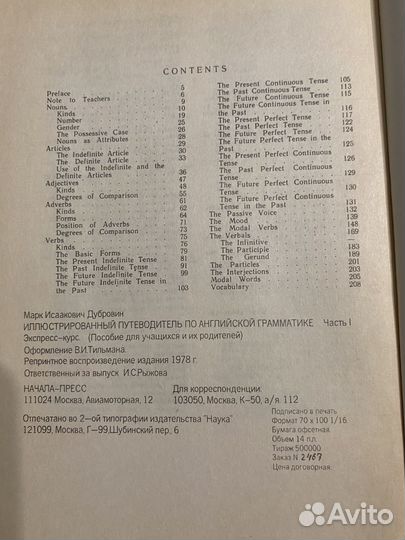 CONTENTS
Preface 5
Note to Teachers 6
Nouns 9
Kinds 10
Number
Gender 25
The Possessive Case 26
Nouns as Attributes 28
Articles
The Indefinite Article 30
The Definite Article 33
Use of the Indefinite and the
Definite Articles 36
Adjectives 47
Kinds 48
Degrees of Comparison 55
Adverbs 61
Kinds
Forms 64
Position of Adverbs 71
Degrees of Comparison 73
Verbs 75
Kinds 76
The Basic Forms 79
The Present Indefinite Tense 81
The Past Indefinite Tense 91
The Future Indefinite Tense 99
The Future Indefinite Tense in
the Past 103
The Present Continuous Tense 105
The Past Continuous Tense 113
The Future Continuous Tense 115
The Future Continuous Tense in
the Past 116
The Present Perfect Tense 117
The Past Perfect Tense 122
The Future Perfect Tense 124
The Future Perfect Tense in the
Past 125
The Present Perfect Continuous
Tense 126
The Past Perfect Continuous
Tense 129
The Future Perfect Continuous
Tense 130
The Future Perfect Continuous
Tense in the Past 131
The Passive Voice 132
The Mood 139
The Modal Verbs 148
The Verbals 169
The Infinitive
The Participle 183
The Gerund 189
The Particles 201
The Interjections 203
Modal Words 205
Vocabulary 208
Марк Исаакович Дубровин
ИЛЛЮСТРИРОВАННЫЙ ПУТЕВОДИТЕЛЬ ПО АНГЛИЙСКОЙ ГРАММАТИКЕ Часть I
Экспресс-курс. (Пособие для учащихся и их родителей)
Оформление В.И.Тильмана.
Репринтное воспроизведение издания 1978 г.
Ответственный за выпуск И.С.Рыжова
НАЧАЛА-ПРЕСС
111024 Москва, Авиамоторная, 12
Для корреспонденции:
103050, Москва, К-50, а/я. 112
Отпечатано во 2-ой типографии издательства "Наука"
121099, Москва, Г-99,Шубинский пер, 6
Подписано в печать
Формат 70 х 100 1/16
Бумага офсетная.
Объем 14 пл.
Тираж 500000
Заказ N 2487
Цена договорная.
Avito